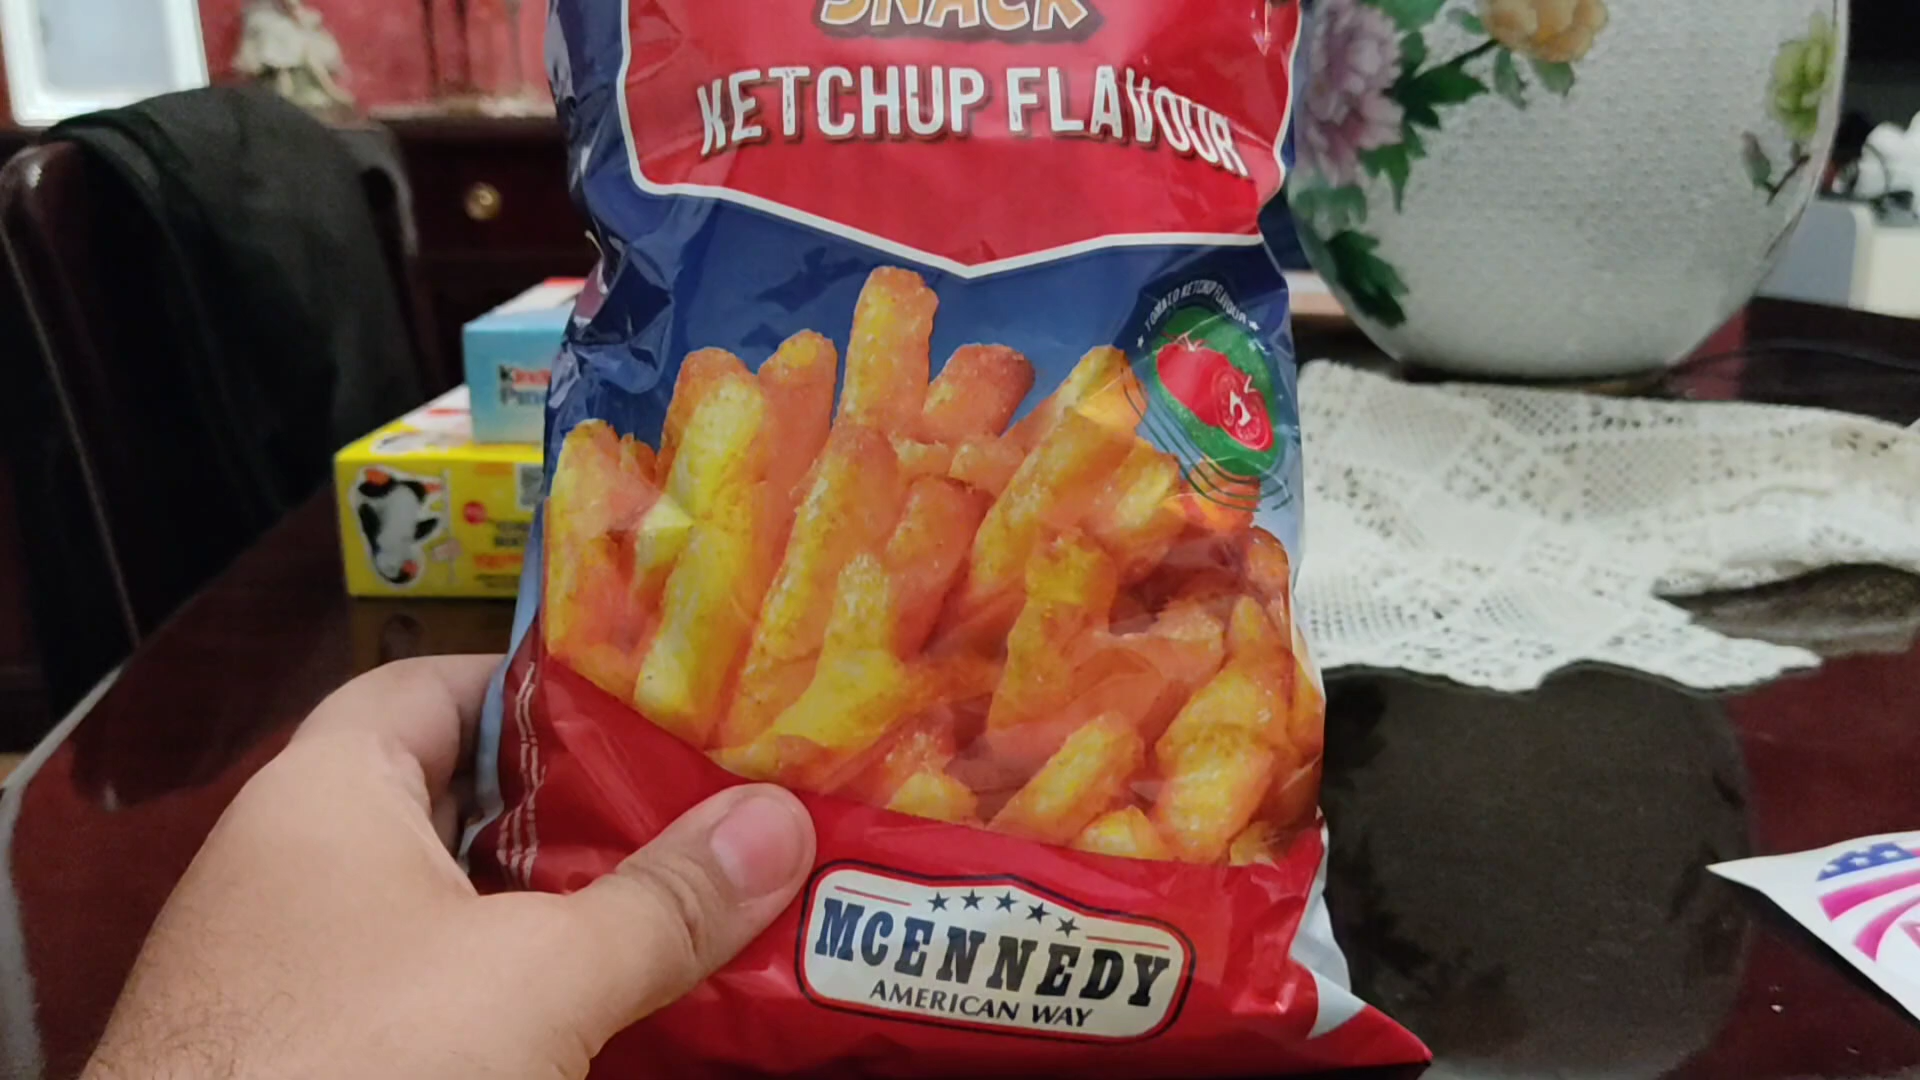 SNACK
KETCHUP FLAVOUR
TOMATO KETCHUP FLAVOUR
MCENNEDY
AMERICAN WAY